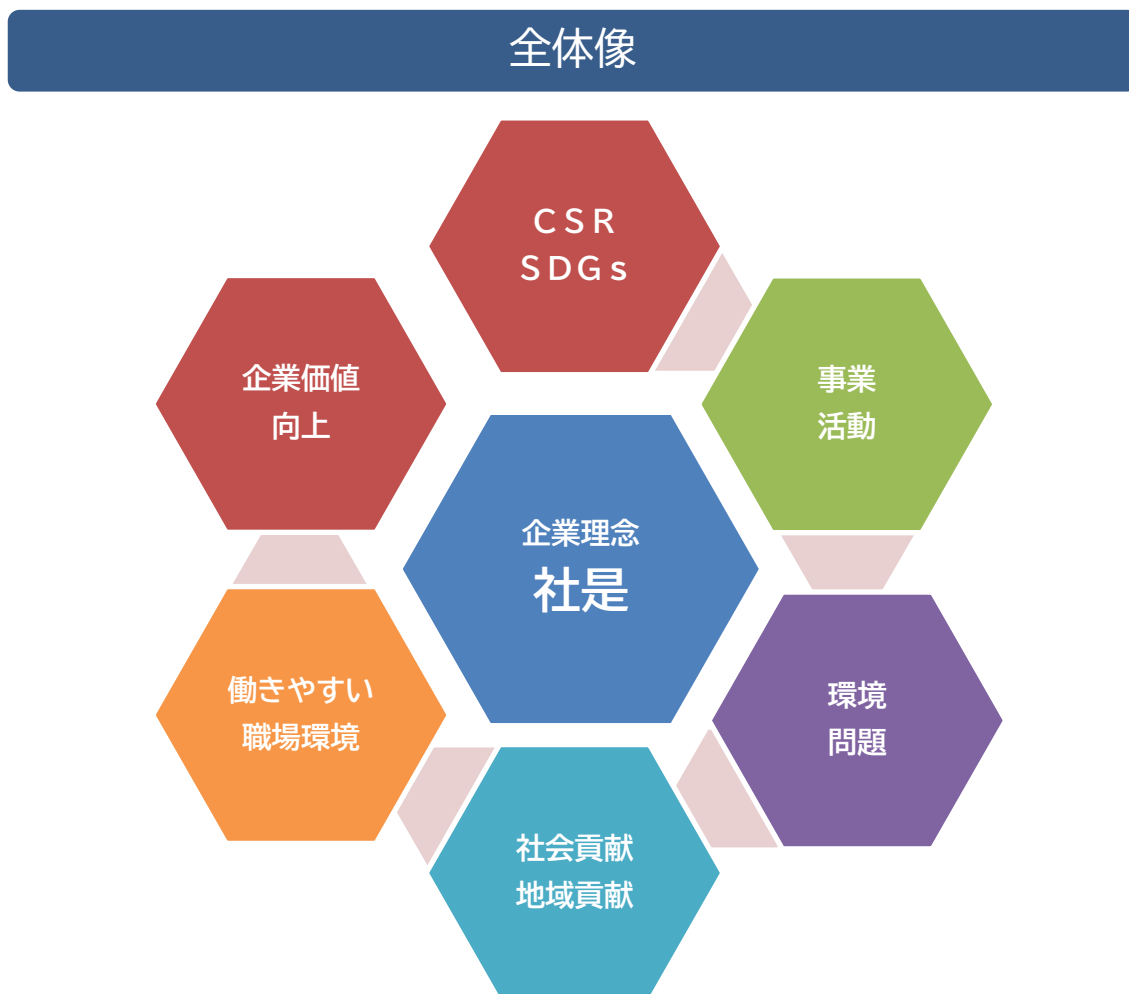 全体像
ＣＳＲ
ＳＤＧｓ
企業価値
向上
事業
活動
企業理念
社是
働きやすい
職場環境
環境
問題
社会貢献
地域貢献